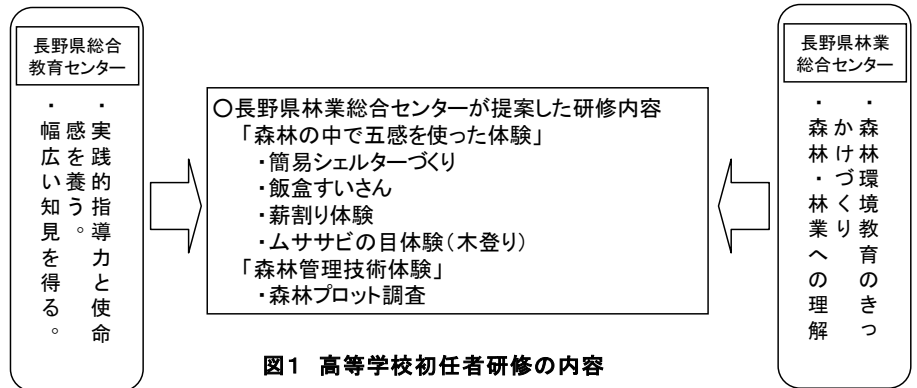 長野県総合
教育センター
・実践的指導力と使命
感を養う。
・幅広い知見を得る。
○長野県林業総合センターが提案した研修内容
「森林の中で五感を使った体験」
・簡易シェルターづくり
・飯盒すいさん
・薪割り体験
・ムササビの目体験(木登り)
「森林管理技術体験」
・森林プロット調査
長野県林業
総合センター
・森林環境教育のきっ
かけづくり
・森林・林業への理解
図1 高等学校初任者研修の内容